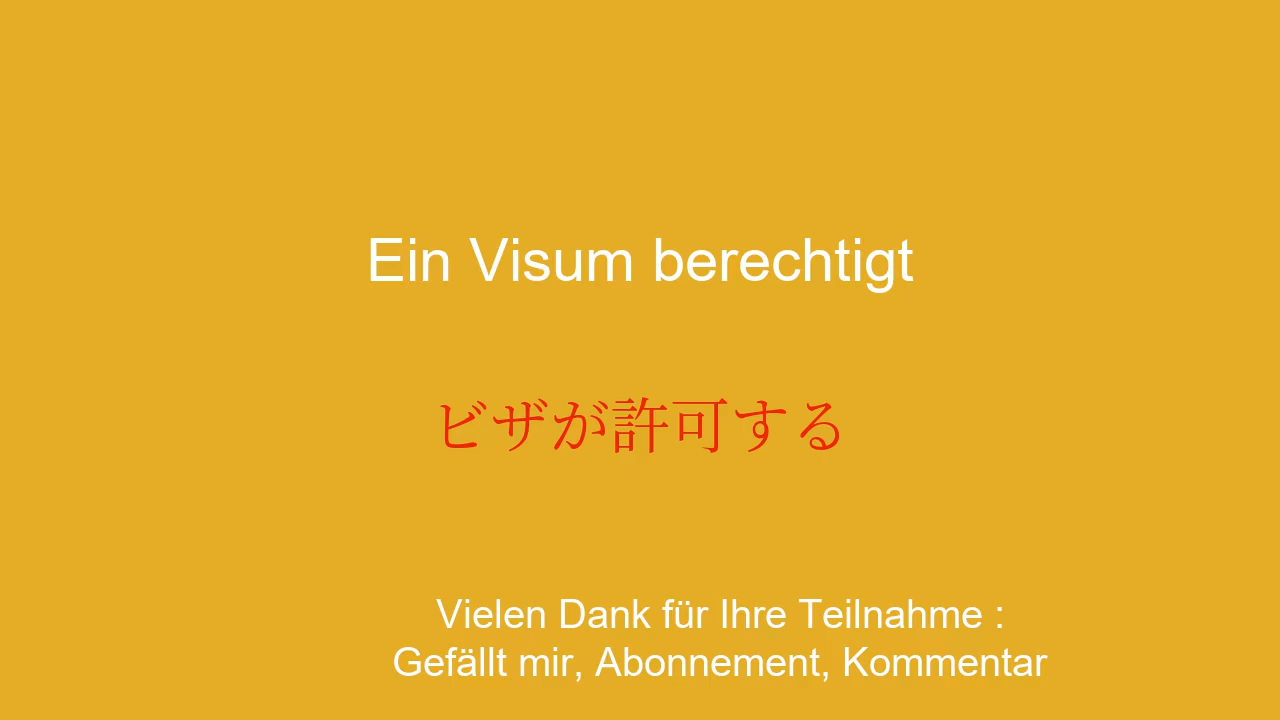 Ein Visum berechtigt
ビザが許可する
Vielen Dank für Ihre Teilnahme :
Gefällt mir, Abonnement, Kommentar